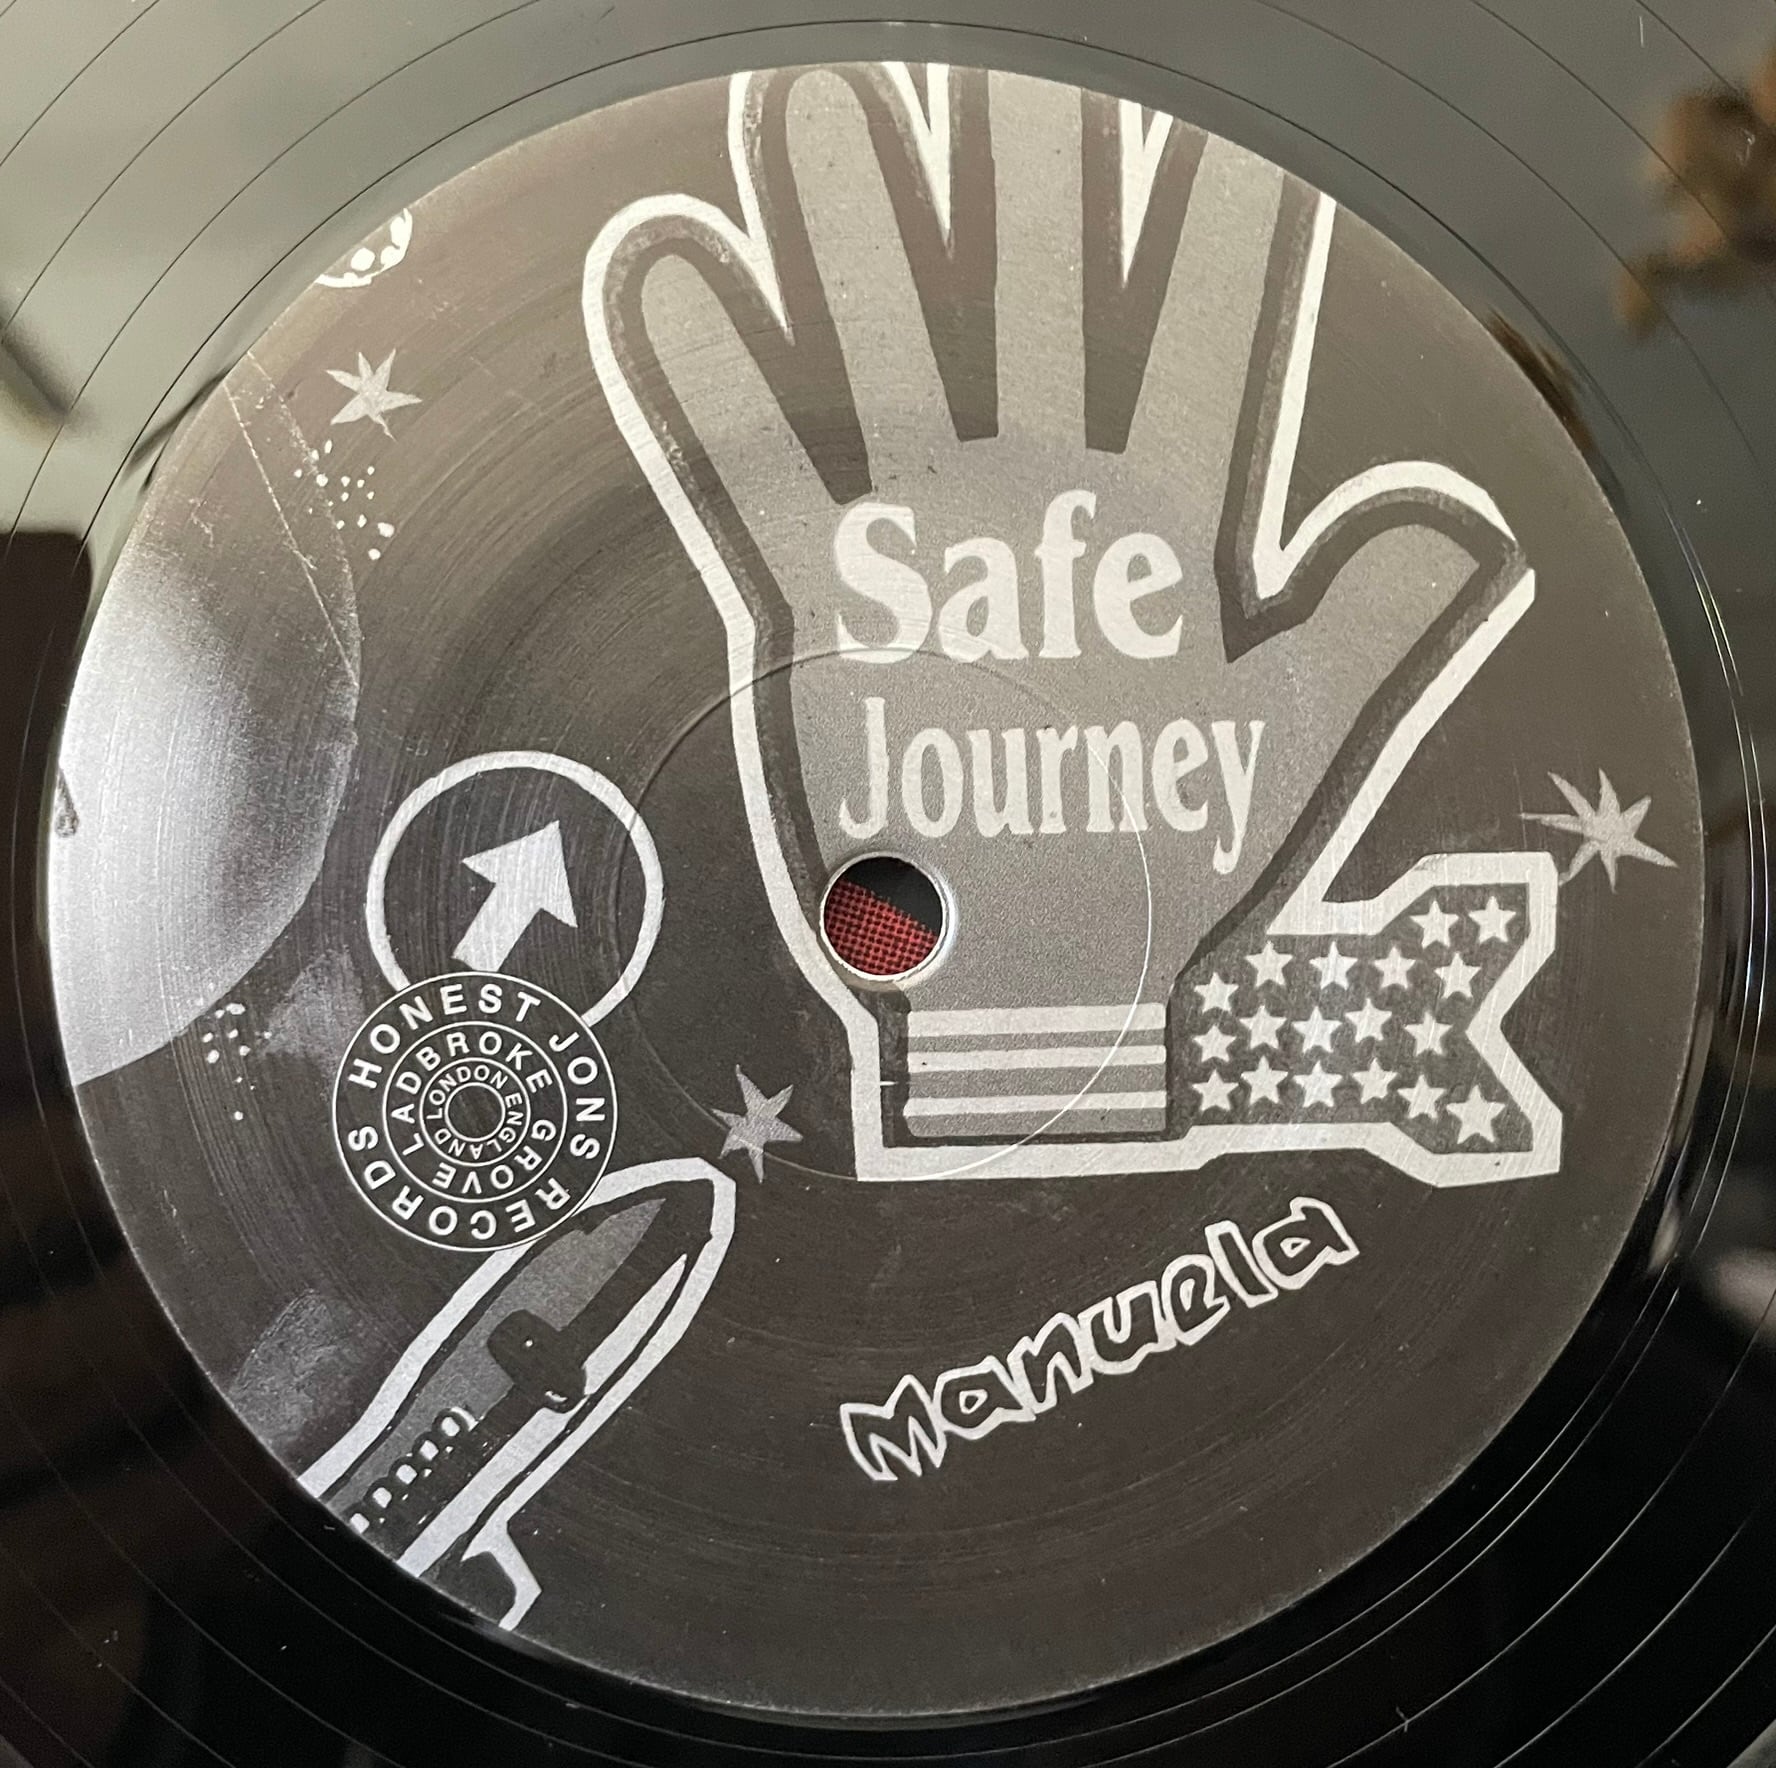 Safe
Journey
HONEST JONS RECORDS
LADBROKE GROVE
LONDON ENGLAND
Manuela